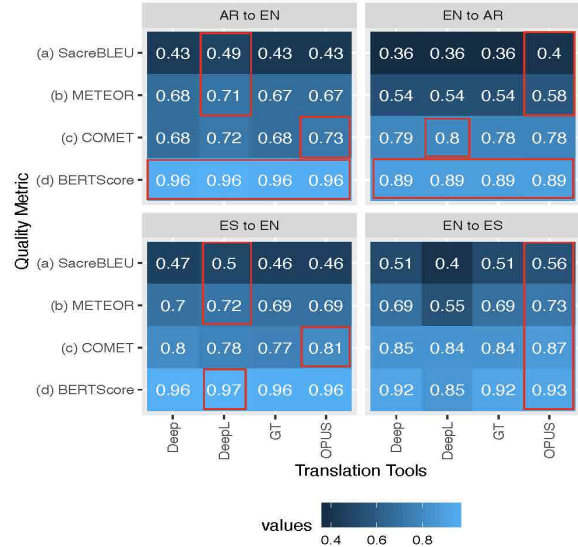 AR to EN
EN to AR
(a) SacreBLEU 0.43 0.49 0.43 0.43 0.36 0.36 0.36 0.4
(b) METEOR 0.68 0.71 0.67 0.67 0.54 0.54 0.54 0.58
(c) COMET 0.68 0.72 0.68 0.73 0.79 0.8 0.78 0.78
(d) BERTScore 0.96 0.96 0.96 0.96 0.89 0.89 0.89 0.89
Quality Metric
ES to EN
EN to ES
(a) SacreBLEU 0.47 0.5 0.46 0.46 0.51 0.4 0.51 0.56
(b) METEOR 0.7 0.72 0.69 0.69 0.69 0.55 0.69 0.73
(c) COMET 0.8 0.78 0.77 0.81 0.85 0.84 0.84 0.87
(d) BERTScore 0.96 0.97 0.96 0.96 0.92 0.85 0.92 0.93
Deep DeepL GT OPUS Deep DeepL GT OPUS
Translation Tools
values
0.4 0.6 0.8